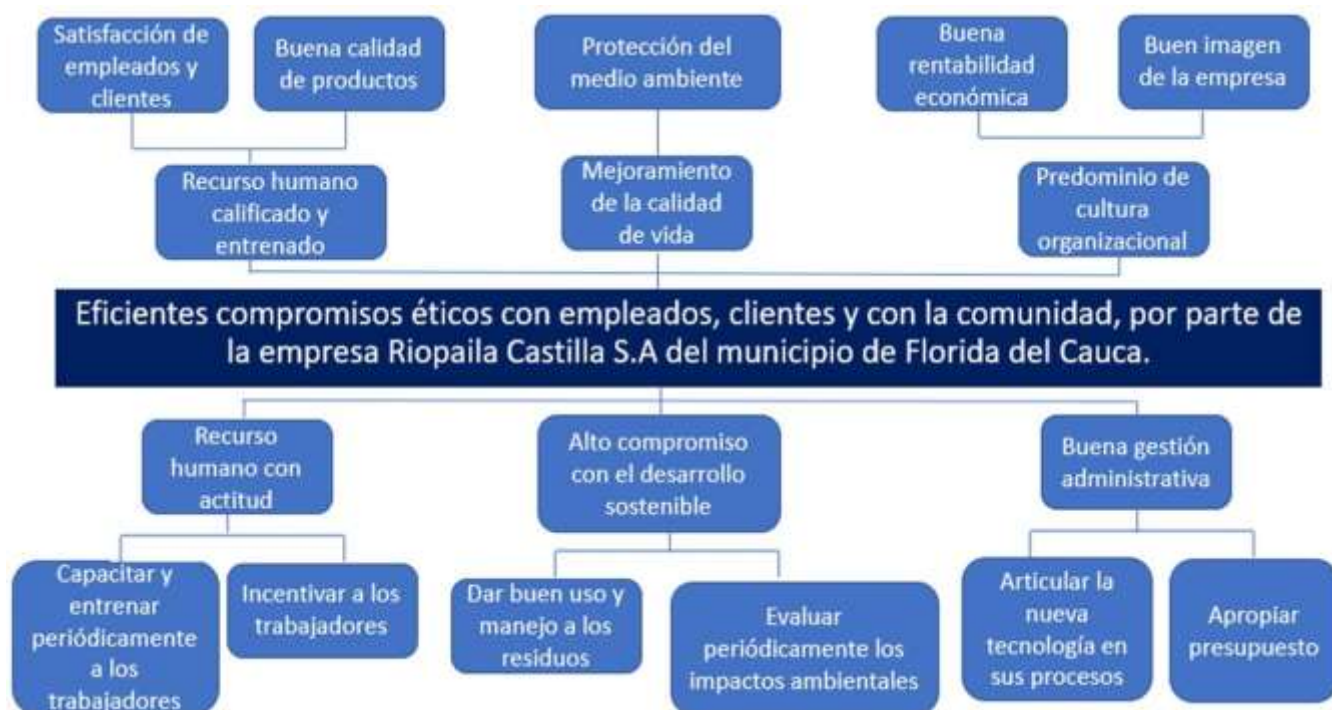 Satisfacción de
empleados y
clientes
Buena calidad
de productos
Protección del
medio ambiente
Buena
rentabilidad
económica
Buen imagen
de la empresa
Recurso humano
calificado y
entrenado
Mejoramiento
de la calidad
de vida
Predominio de
cultura
organizacional
Eficientes compromisos éticos con empleados, clientes y con la comunidad, por parte de
la empresa Riopaila Castilla S.A del municipio de Florida del Cauca.
Recurso
humano con
actitud
Alto compromiso
con el desarrollo
sostenible
Buena gestión
administrativa
Capacitar y
entrenar
periódicamente
a los
trabajadores
Incentivar a los
trabajadores
Dar buen uso y
manejo a los
residuos
Evaluar
periódicamente los
impactos ambientales
Articular la
nueva
tecnología en
sus procesos
Apropiar
presupuesto